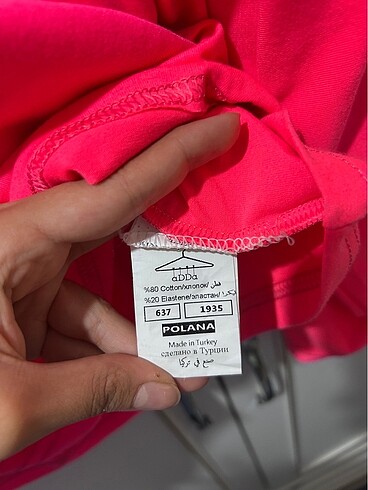 aDDa
%80 Cotton/хлопок/قطن
%20 Elastene/эластан/ليكرا
637 1935
POLANA
Made in Turkey
сделано в Турции
صنع في تركيا